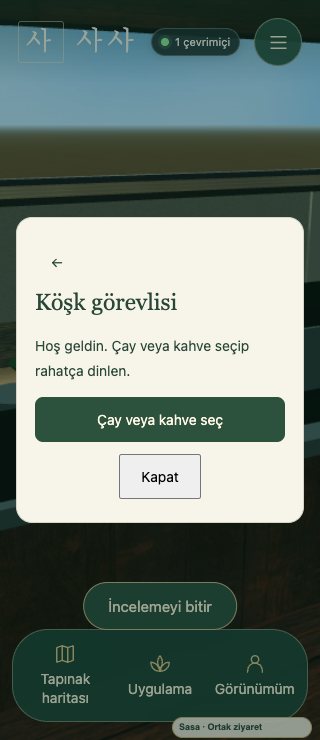 사 사사
1 çevrimiçi
Köşk görevlisi
Hoş geldin. Çay veya kahve seçip
rahatça dinlen.
Çay veya kahve seç
Kapat
İncelemeyi bitir
Tapınak
haritası
Uygulama
Görünümüm
Sasa · Ortak ziyaret